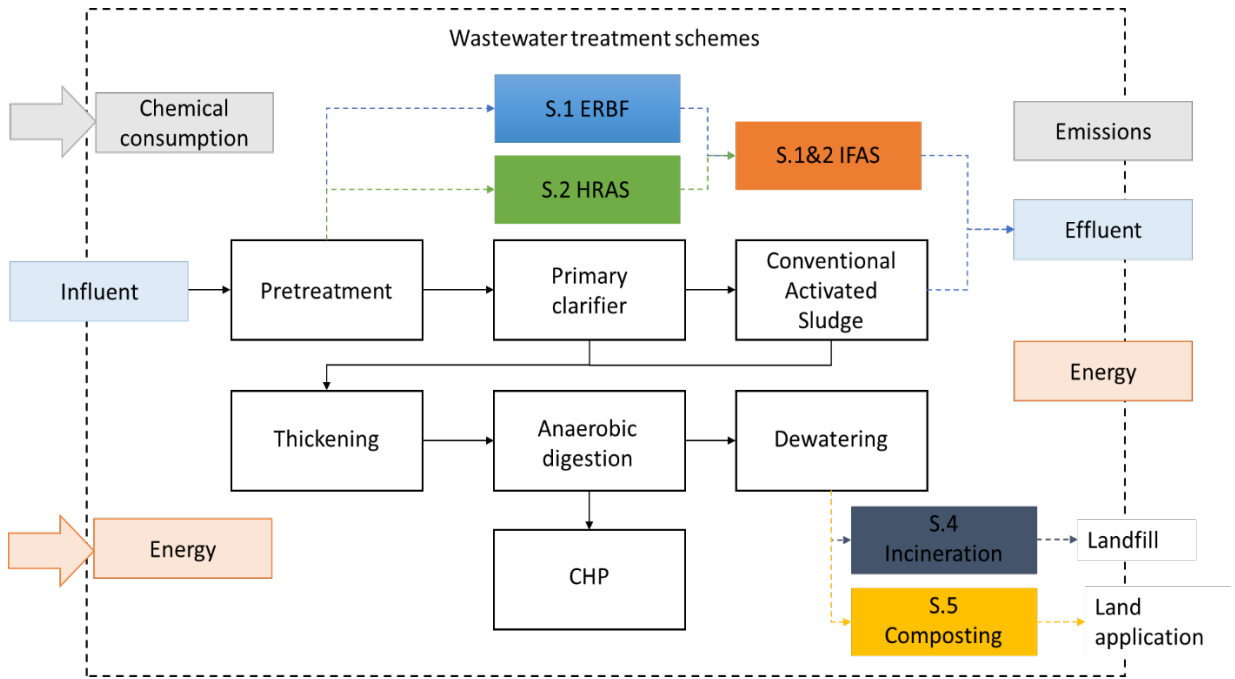 Wastewater treatment schemes
Chemical
consumption
S.1 ERBF
S.2 HRAS
S.1&2 IFAS
Emissions
Effluent
Influent
Pretreatment
Primary
clarifier
Conventional
Activated
Sludge
Energy
Thickening
Anaerobic
digestion
Dewatering
Energy
CHP
S.4
Incineration
Landfill
S.5
Composting
Land
application